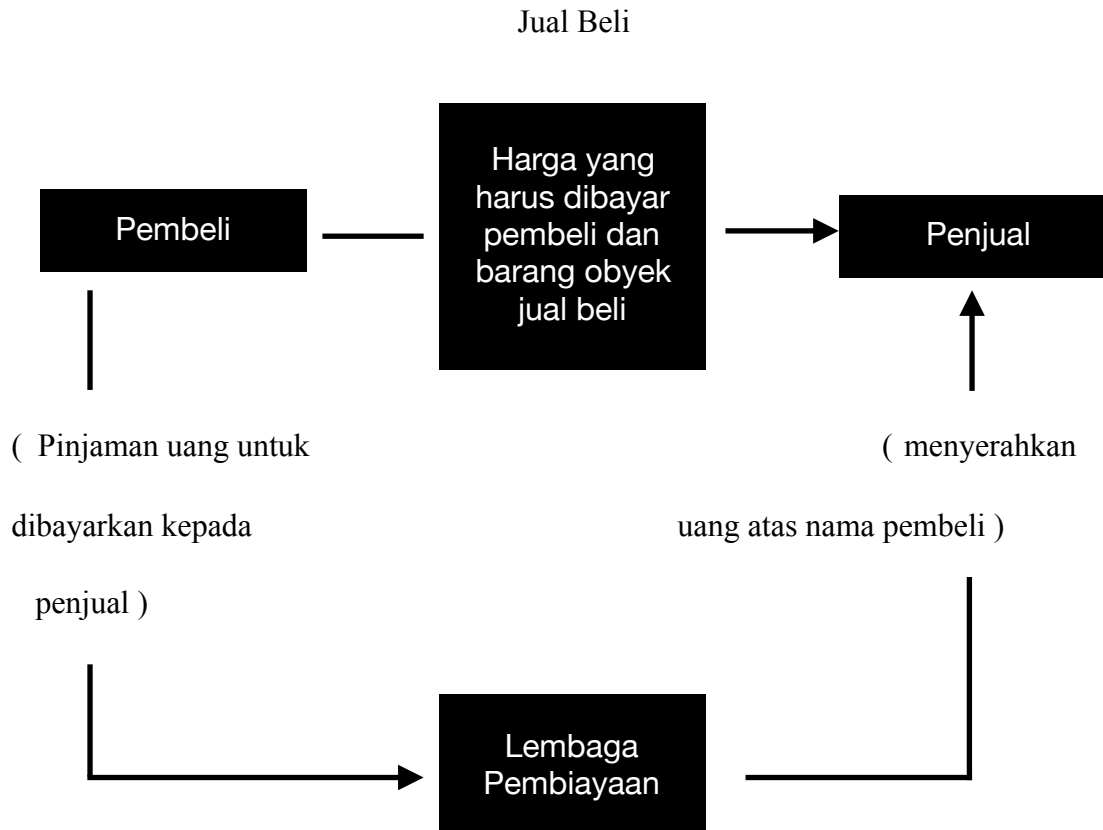 Jual Beli
Pembeli
Harga yang
harus dibayar
pembeli dan
barang obyek
jual beli
Penjual
( Pinjaman uang untuk
dibayarkan kepada
penjual )
( menyerahkan
uang atas nama pembeli )
Lembaga
Pembiayaan